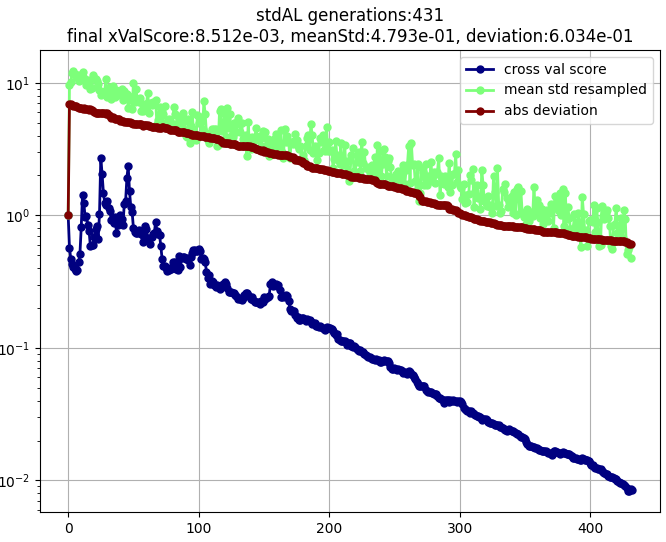 stdAL generations:431
final xValScore:8.512e-03, meanStd:4.793e-01, deviation:6.034e-01
cross val score
mean std resampled
abs deviation
10¹
10⁰
10⁻¹
10⁻²
0 100 200 300 400